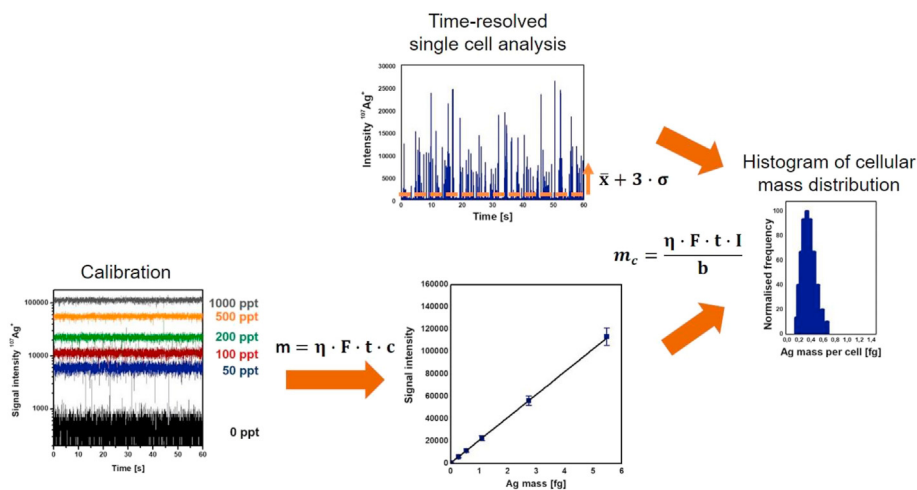 Time-resolved
single cell analysis
Intensity ¹⁰⁷Ag⁺
30000
25000
20000
15000
10000
5000
0
0 10 20 30 40 50 60
Time [s]
x̄ + 3 · σ
Histogram of cellular
mass distribution
Normalised frequency
100
80
60
40
20
0
0,2 0,4 0,6 0,8 1,0 1,2 1,4
Ag mass per cell [fg]
m_c = η · F · t · I / b
Calibration
Signal intensity ¹⁰⁷Ag⁺
100000
10000
1000
0 10 20 30 40 50 60
Time [s]
1000 ppt
500 ppt
200 ppt
100 ppt
50 ppt
0 ppt
m = η · F · t · c
Signal intensity
160000
140000
120000
100000
80000
60000
40000
20000
0
0 1 2 3 4 5 6
Ag mass [fg]